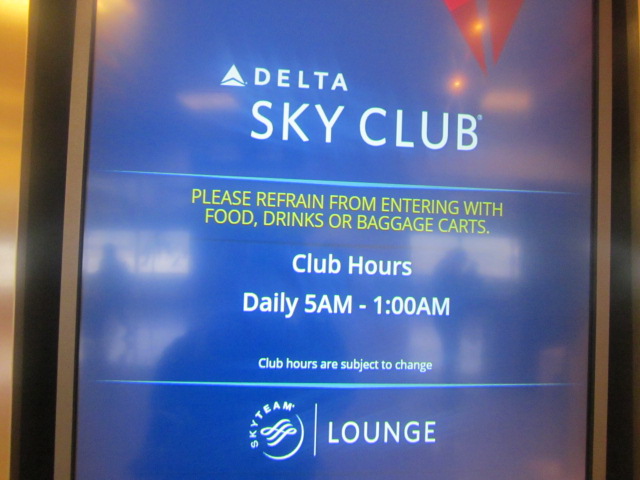 DELTA
SKY CLUB®
PLEASE REFRAIN FROM ENTERING WITH
FOOD, DRINKS OR BAGGAGE CARTS.
Club Hours
Daily 5AM - 1:00AM
Club hours are subject to change
SKYTEAM
LOUNGE